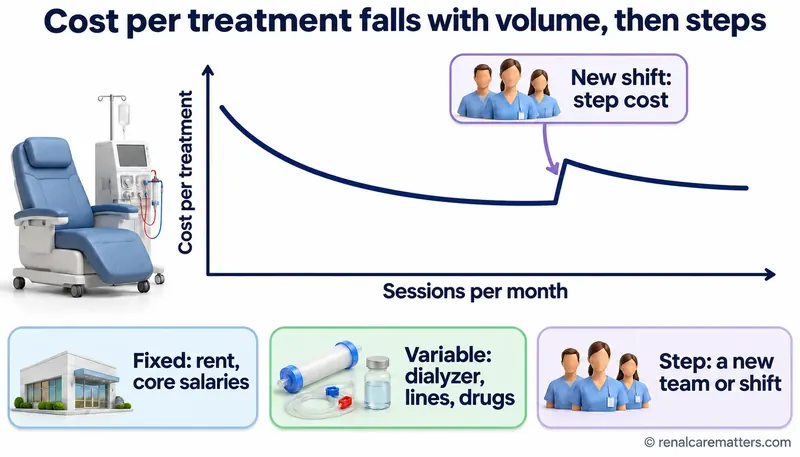 Cost per treatment falls with volume, then steps
New shift:
step cost
Cost per treatment
Sessions per month
Fixed: rent,
core salaries
Variable:
dialyzer,
lines, drugs
Step: a new
team or shift
© renalcarematters.com